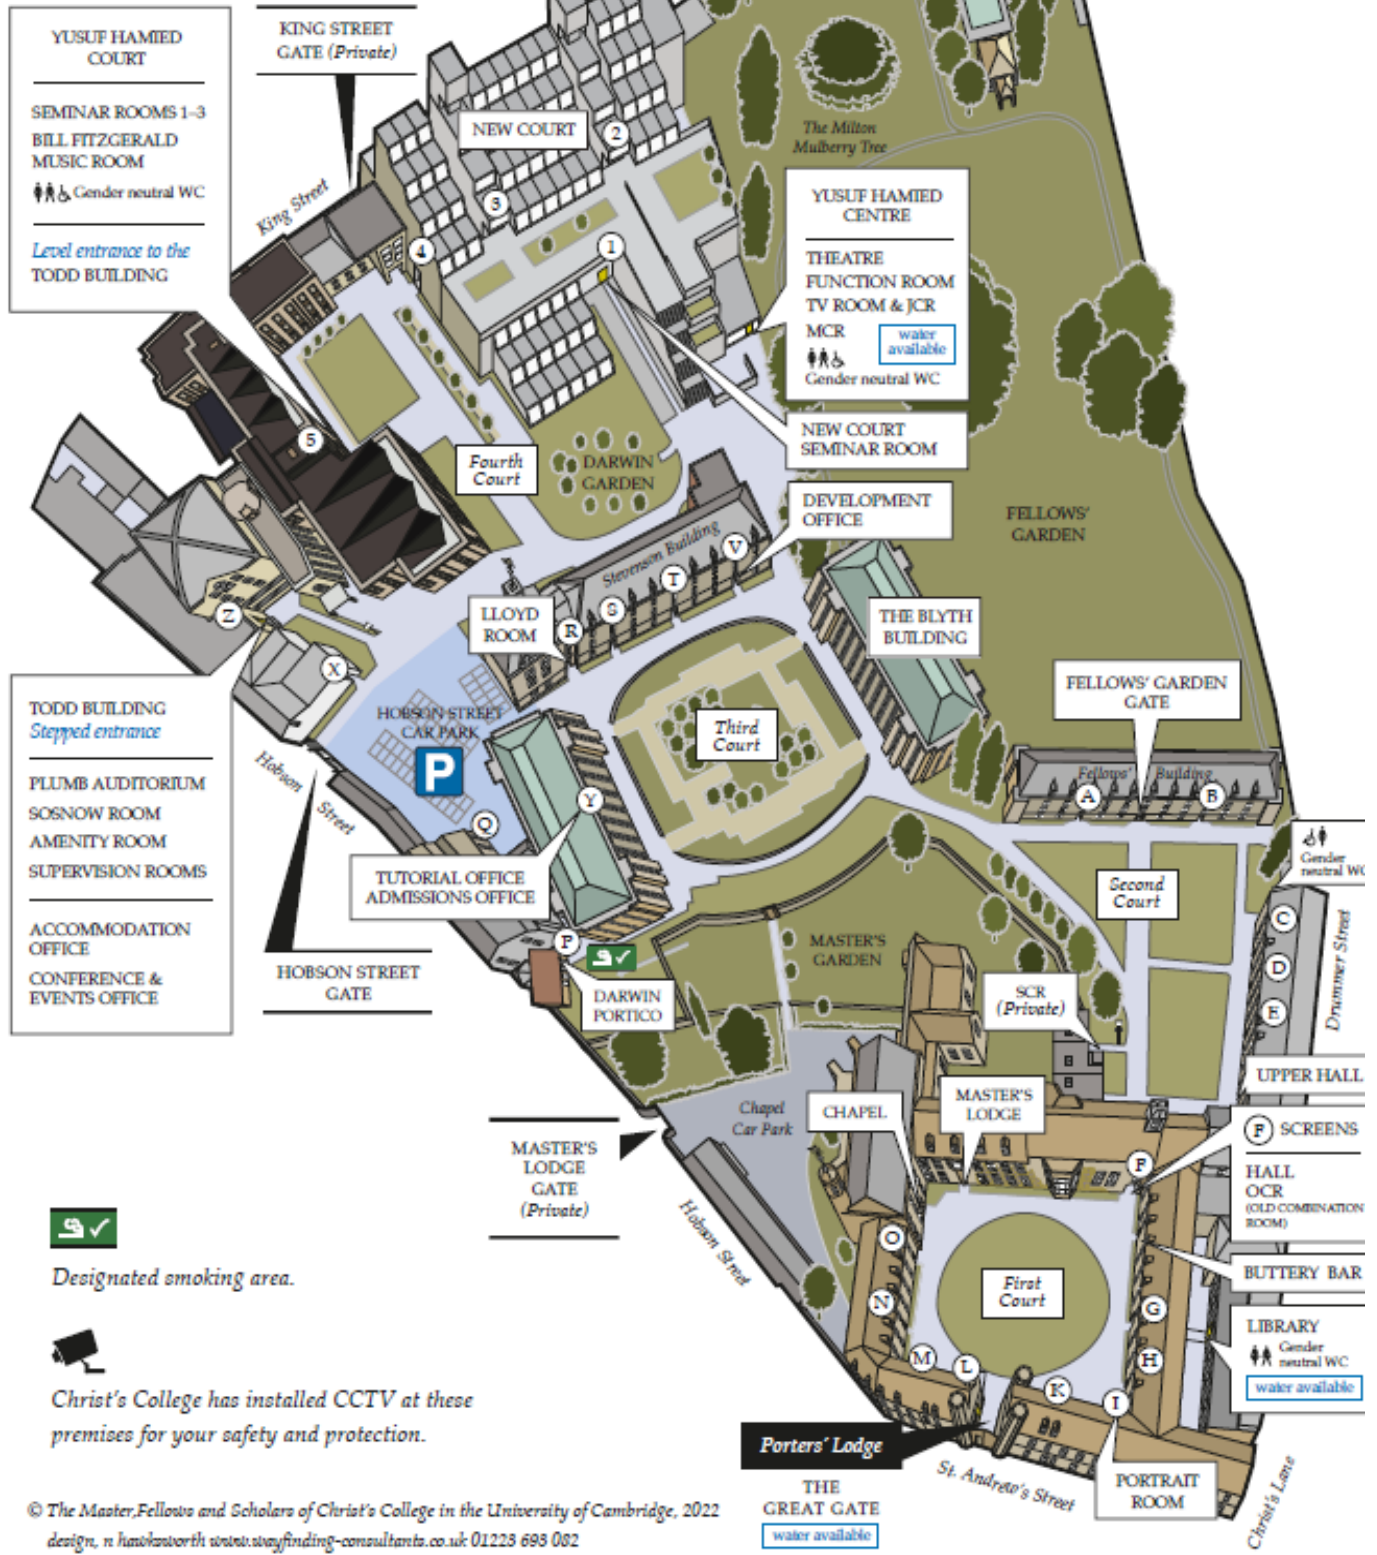 YUSUF HAMIED
COURT
SEMINAR ROOMS 1–3
BILL FITZGERALD
MUSIC ROOM
Gender neutral WC
Level entrance to the
TODD BUILDING
KING STREET
GATE (Private)
King Street
NEW COURT
2
3
4
1
5
The Milton
Mulberry Tree
YUSUF HAMIED
CENTRE
THEATRE
FUNCTION ROOM
TV ROOM & JCR
MCR
water
available
Gender neutral WC
NEW COURT
SEMINAR ROOM
Fourth
Court
DARWIN
GARDEN
DEVELOPMENT
OFFICE
FELLOWS'
GARDEN
Stevenson Building
V
T
S
R
LLOYD
ROOM
THE BLYTH
BUILDING
Z
X
TODD BUILDING
Stepped entrance
PLUMB AUDITORIUM
SOSNOW ROOM
AMENITY ROOM
SUPERVISION ROOMS
ACCOMMODATION
OFFICE
CONFERENCE &
EVENTS OFFICE
HOBSON STREET
CAR PARK
P
Hobson Street
Third
Court
FELLOWS' GARDEN
GATE
Fellows' Building
A
B
Y
Q
TUTORIAL OFFICE
ADMISSIONS OFFICE
Gender
neutral WC
Second
Court
C
D
E
Drummer Street
HOBSON STREET
GATE
P
DARWIN
PORTICO
MASTER'S
GARDEN
SCR
(Private)
UPPER HALL
Chapel
Car Park
CHAPEL
MASTER'S
LODGE
F SCREENS
HALL
OCR
(OLD COMBINATION
ROOM)
F
MASTER'S
LODGE
GATE
(Private)
Hobson Street
O
N
M
L
K
I
H
G
First
Court
BUTTERY BAR
LIBRARY
Gender
neutral WC
water available
Designated smoking area.
Christ's College has installed CCTV at these
premises for your safety and protection.
Porters' Lodge
THE
GREAT GATE
water available
St. Andrew's Street
PORTRAIT
ROOM
Christ's Lane
© The Master,Fellows and Scholars of Christ's College in the University of Cambridge, 2022
design, n hawksworth www.wayfinding-consultants.co.uk 01223 693 082